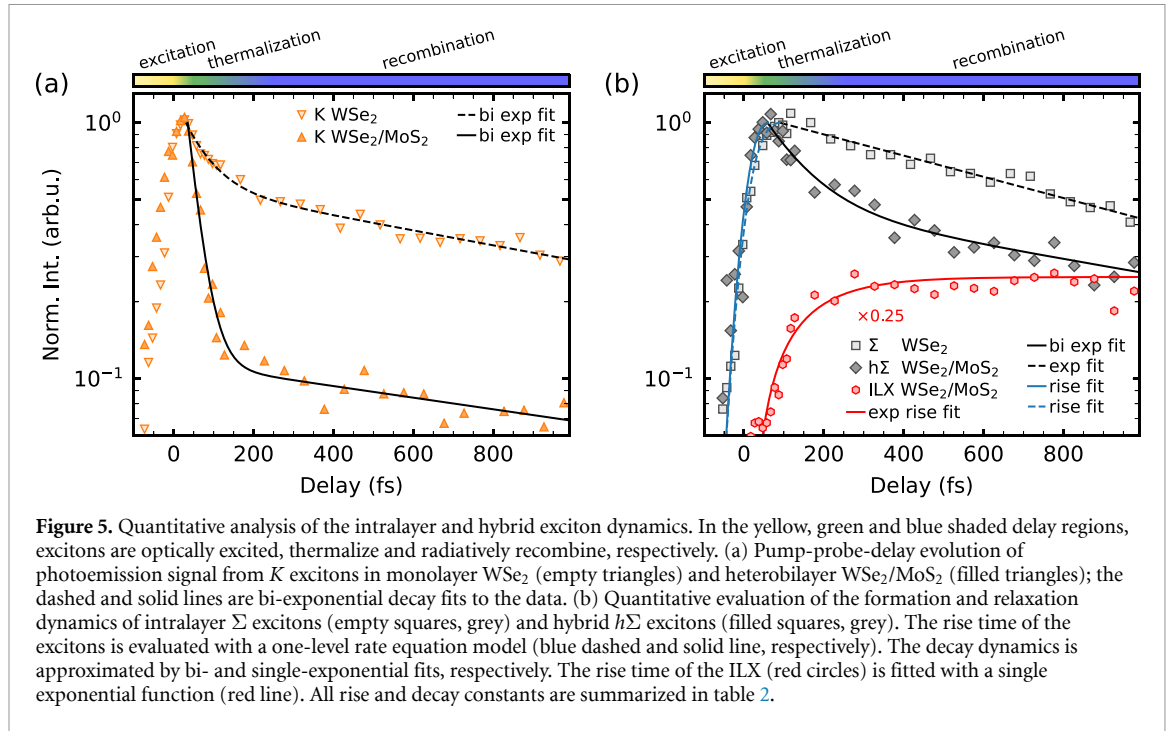 excitation thermalization recombination
(a)
10⁰
10⁻¹
Norm. Int. (arb.u.)
K WSe₂
K WSe₂/MoS₂
bi exp fit
bi exp fit
0 200 400 600 800
Delay (fs)
excitation thermalization recombination
(b)
10⁰
10⁻¹
×0.25
Σ WSe₂
hΣ WSe₂/MoS₂
ILX WSe₂/MoS₂
exp rise fit
bi exp fit
exp fit
rise fit
rise fit
0 200 400 600 800
Delay (fs)
Figure 5. Quantitative analysis of the intralayer and hybrid exciton dynamics. In the yellow, green and blue shaded delay regions,
excitons are optically excited, thermalize and radiatively recombine, respectively. (a) Pump-probe-delay evolution of
photoemission signal from K excitons in monolayer WSe₂ (empty triangles) and heterobilayer WSe₂/MoS₂ (filled triangles); the
dashed and solid lines are bi-exponential decay fits to the data. (b) Quantitative evaluation of the formation and relaxation
dynamics of intralayer Σ excitons (empty squares, grey) and hybrid hΣ excitons (filled squares, grey). The rise time of the
excitons is evaluated with a one-level rate equation model (blue dashed and solid line, respectively). The decay dynamics is
approximated by bi- and single-exponential fits, respectively. The rise time of the ILX (red circles) is fitted with a single
exponential function (red line). All rise and decay constants are summarized in table 2.